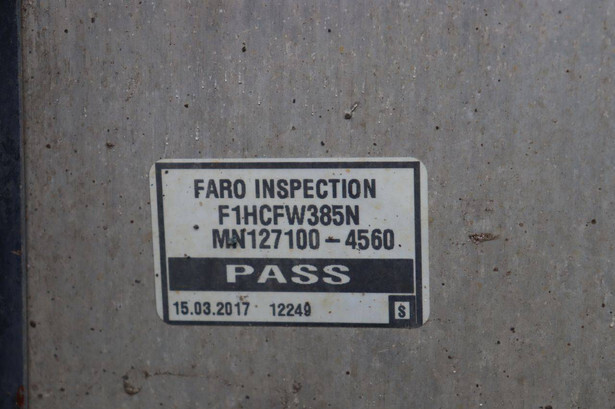 FARO INSPECTION
F1HCFW385N
MN127100-4560
PASS
15.03.2017 12249 S